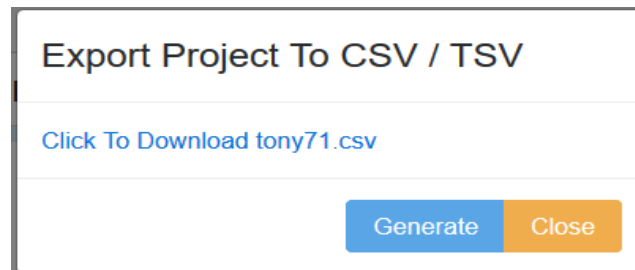 Export Project To CSV / TSV
Click To Download tony71.csv
Generate Close